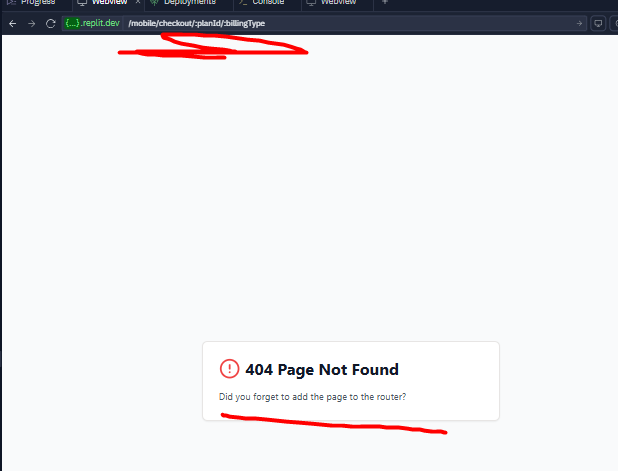 Progress Webview × Deployments Console Webview +
{...}.replit.dev /mobile/checkout/:planId/:billingType
404 Page Not Found
Did you forget to add the page to the router?